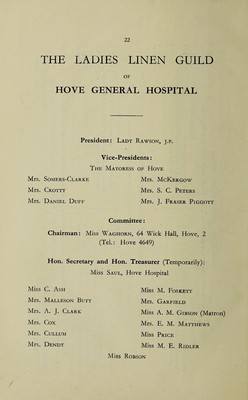 22
THE LADIES LINEN GUILD
OF
HOVE GENERAL HOSPITAL
President: Lady Rawson, J.P.
Vice-Presidents:
The Mayoress of Hove
Mrs. Somers-Clarke
Mrs. McKergow
Mrs. Crotty
Mrs. S. C. Peters
Mrs. Daniel Duff
Mrs. J. Fraser Piggott
Committee:
Chairman: Miss Waghorn, 64 Wick Hall, Hove, 2
(Tel.: Hove 4649)
Hon. Secretary and Hon. Treasurer (Temporarily):
Miss Saul, Hove Hospital
Miss C. Ash
Mrs. M. Forkett
Mrs. Malleson Butt
Mrs. Garfield
Mrs. A. J. Clark
Miss A. M. Gibson (Matron)
Mrs. Cox
Mrs. E. M. Matthews
Mrs. Cullum
Miss Price
Mrs. Dendy
Miss M. E. Ridler
Miss Robson